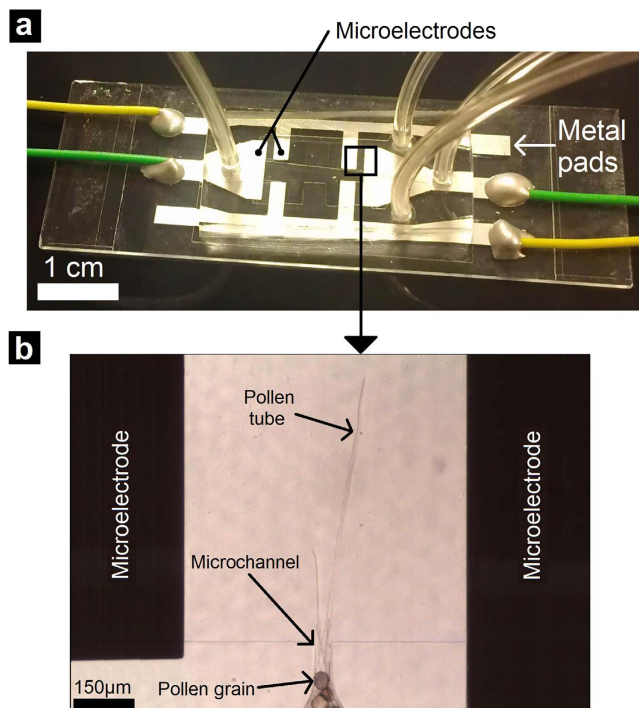 a
Microelectrodes
Metal
pads
1 cm
b
Pollen
tube
Microelectrode
Microelectrode
Microchannel
150µm
Pollen grain